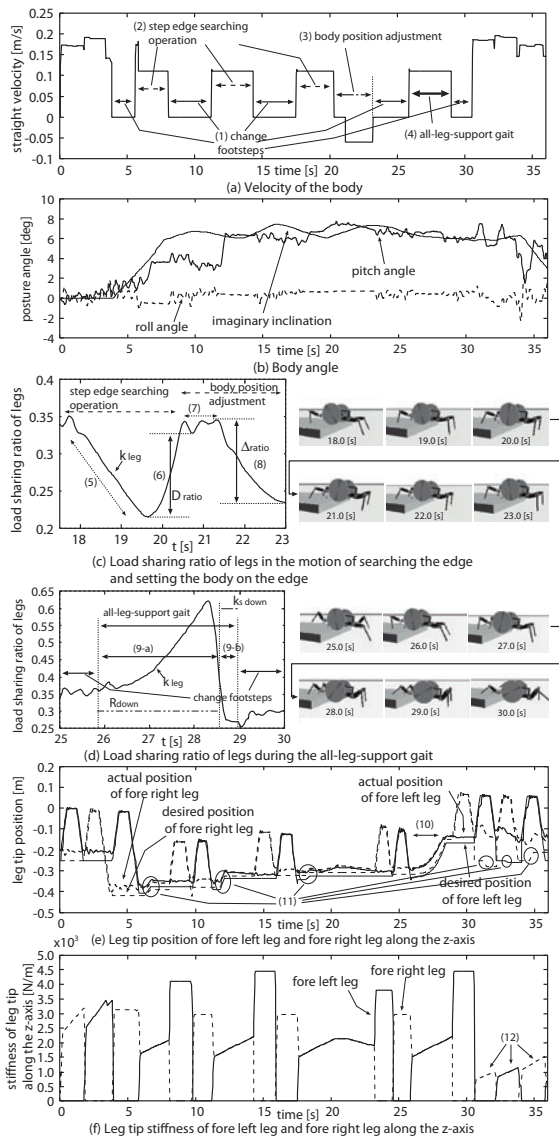 straight velocity [m/s]
0.25
0.2
0.15
0.1
0.05
0
-0.05
-0.1
(2) step edge searching
operation
(3) body position adjustment
(1) change
footsteps
(4) all-leg-support gait
0 5 10 15 20 25 30 35
time [s]
(a) Velocity of the body
posture angle [deg]
10
8
6
4
2
0
-2
-4
pitch angle
roll angle
imaginary inclination
0 5 10 15 20 25 30 35
time [s]
(b) Body angle
load sharing ratio of legs
0.4
0.35
0.3
0.25
0.2
step edge searching
operation
body position
adjustment
(7)
k leg
(5)
(6)
D ratio
Δratio
(8)
18 19 20 21 22 23
t [s]
18.0 [s] 19.0 [s] 20.0 [s]
21.0 [s] 22.0 [s] 23.0 [s]
(c) Load sharing ratio of legs in the motion of searching the edge
and setting the body on the edge
load sharing ratio of legs
0.65
0.6
0.55
0.5
0.45
0.4
0.35
0.3
0.25
all-leg-support gait
ks down
(9-a) (9-b)
k leg
change footsteps
Rdown
25 26 27 28 29 30
t [s]
25.0 [s] 26.0 [s] 27.0 [s]
28.0 [s] 29.0 [s] 30.0 [s]
(d) Load sharing ratio of legs during the all-leg-support gait
leg tip position [m]
0.2
0.1
0
-0.1
-0.2
-0.3
-0.4
-0.5
actual position
of fore right leg
desired position
of fore right leg
actual position
of fore left leg
(10)
desired position
of fore left leg
(11)
0 5 10 15 20 25 30 35
time [s]
(e) Leg tip position of fore left leg and fore right leg along the z-axis
stiffness of leg tip
along the z-axis [N/m]
×10³
5.0
4.5
4.0
3.5
3.0
2.5
2.0
1.5
1.0
0.5
0
fore left leg
fore right leg
(12)
0 5 10 15 20 25 30 35
time [s]
(f) Leg tip stiffness of fore left leg and fore right leg along the z-axis